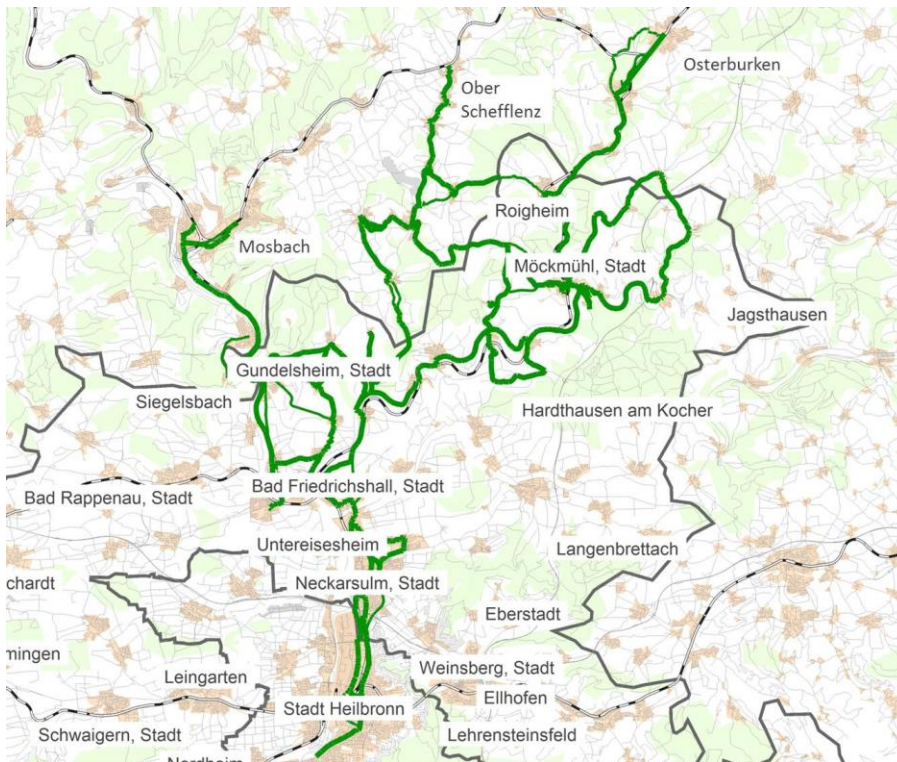 Osterburken
Ober
Schefflenz
Roigheim
Mosbach
Möckmühl, Stadt
Jagsthausen
Gundelsheim, Stadt
Siegelsbach
Hardthausen am Kocher
Bad Rappenau, Stadt
Bad Friedrichshall, Stadt
Untereisesheim
Langenbrettach
chardt
Neckarsulm, Stadt
Eberstadt
mingen
Leingarten
Weinsberg, Stadt
Ellhofen
Stadt Heilbronn
Schwaigern, Stadt
Lehrensteinsfeld
Nordheim